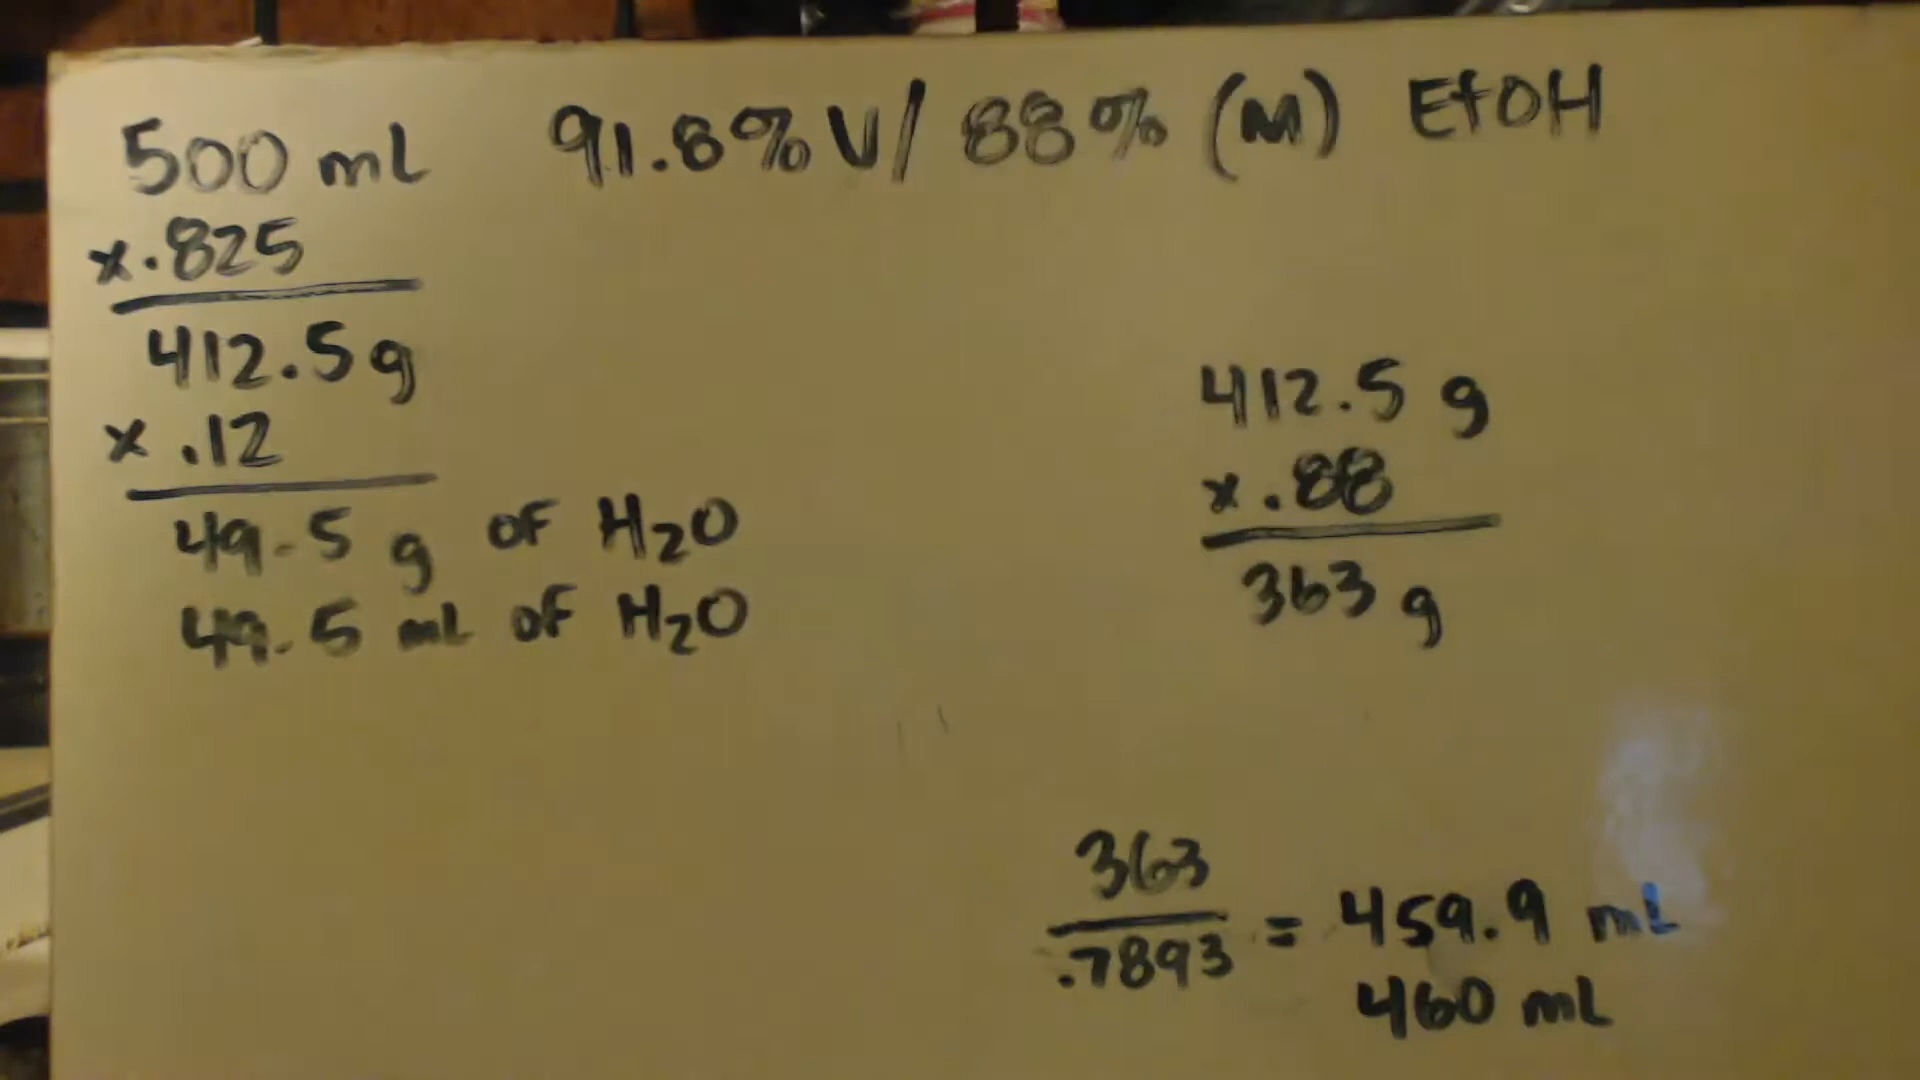 500 mL 91.8% V/ 88% (M) EtOH
x .825
412.5 g
x .12
49.5 g of H2O
49.5 mL of H2O
412.5 g
x .88
363 g
363
.7893
= 459.9 mL
460 mL